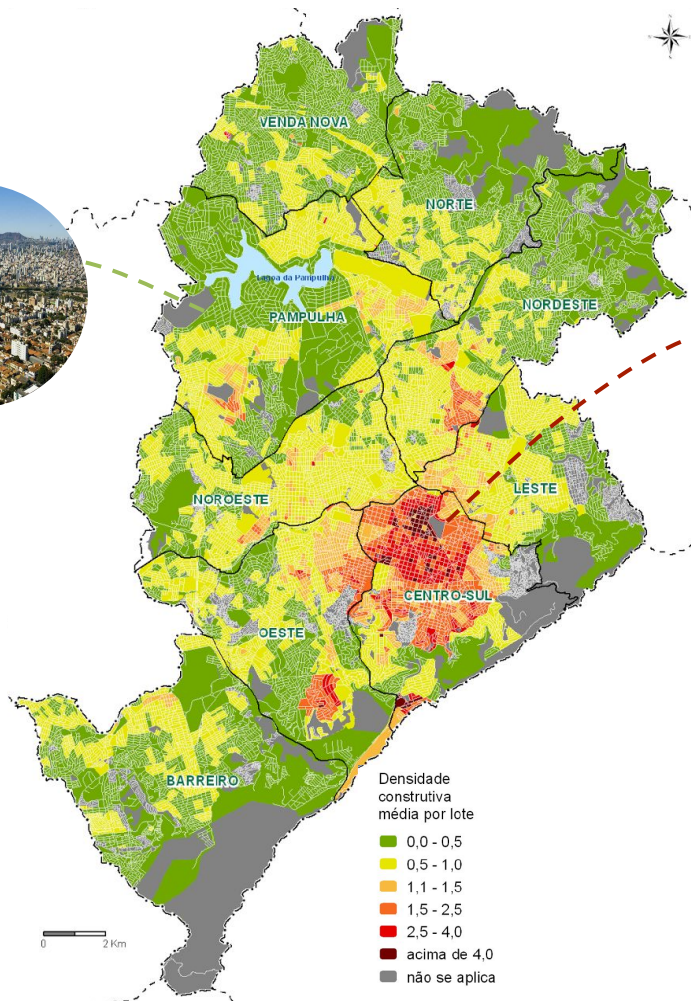 VENDA NOVA
NORTE
Lagoa da Pampulha
PAMPULHA
NORDESTE
NOROESTE
LESTE
CENTRO-SUL
OESTE
BARREIRO
Densidade
construtiva
média por lote
0,0 - 0,5
0,5 - 1,0
1,1 - 1,5
1,5 - 2,5
2,5 - 4,0
acima de 4,0
não se aplica
0 2 Km